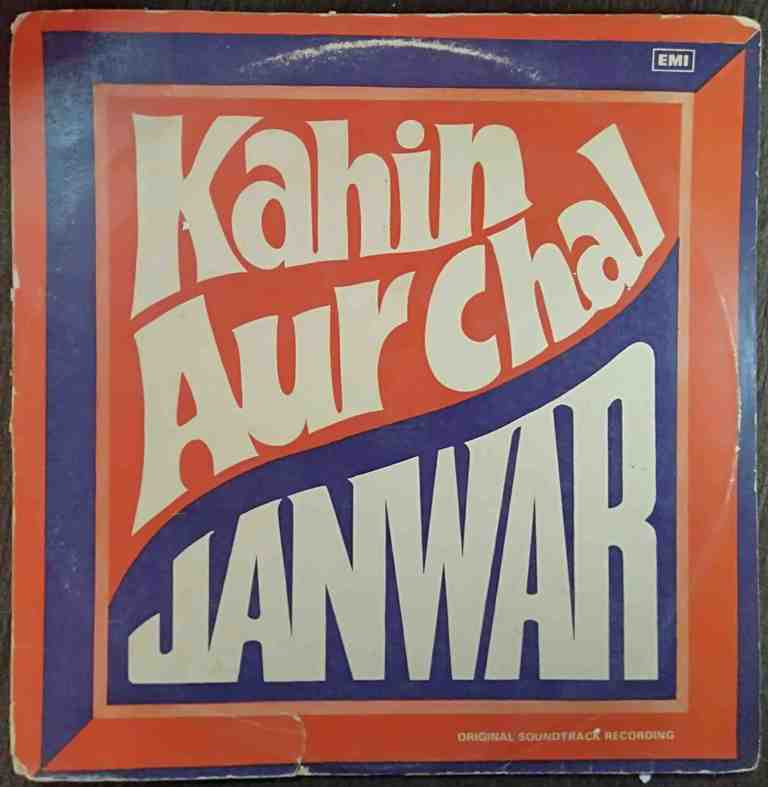 EMI
Kahin
Aur Chal
JANWAR
ORIGINAL SOUNDTRACK RECORDING